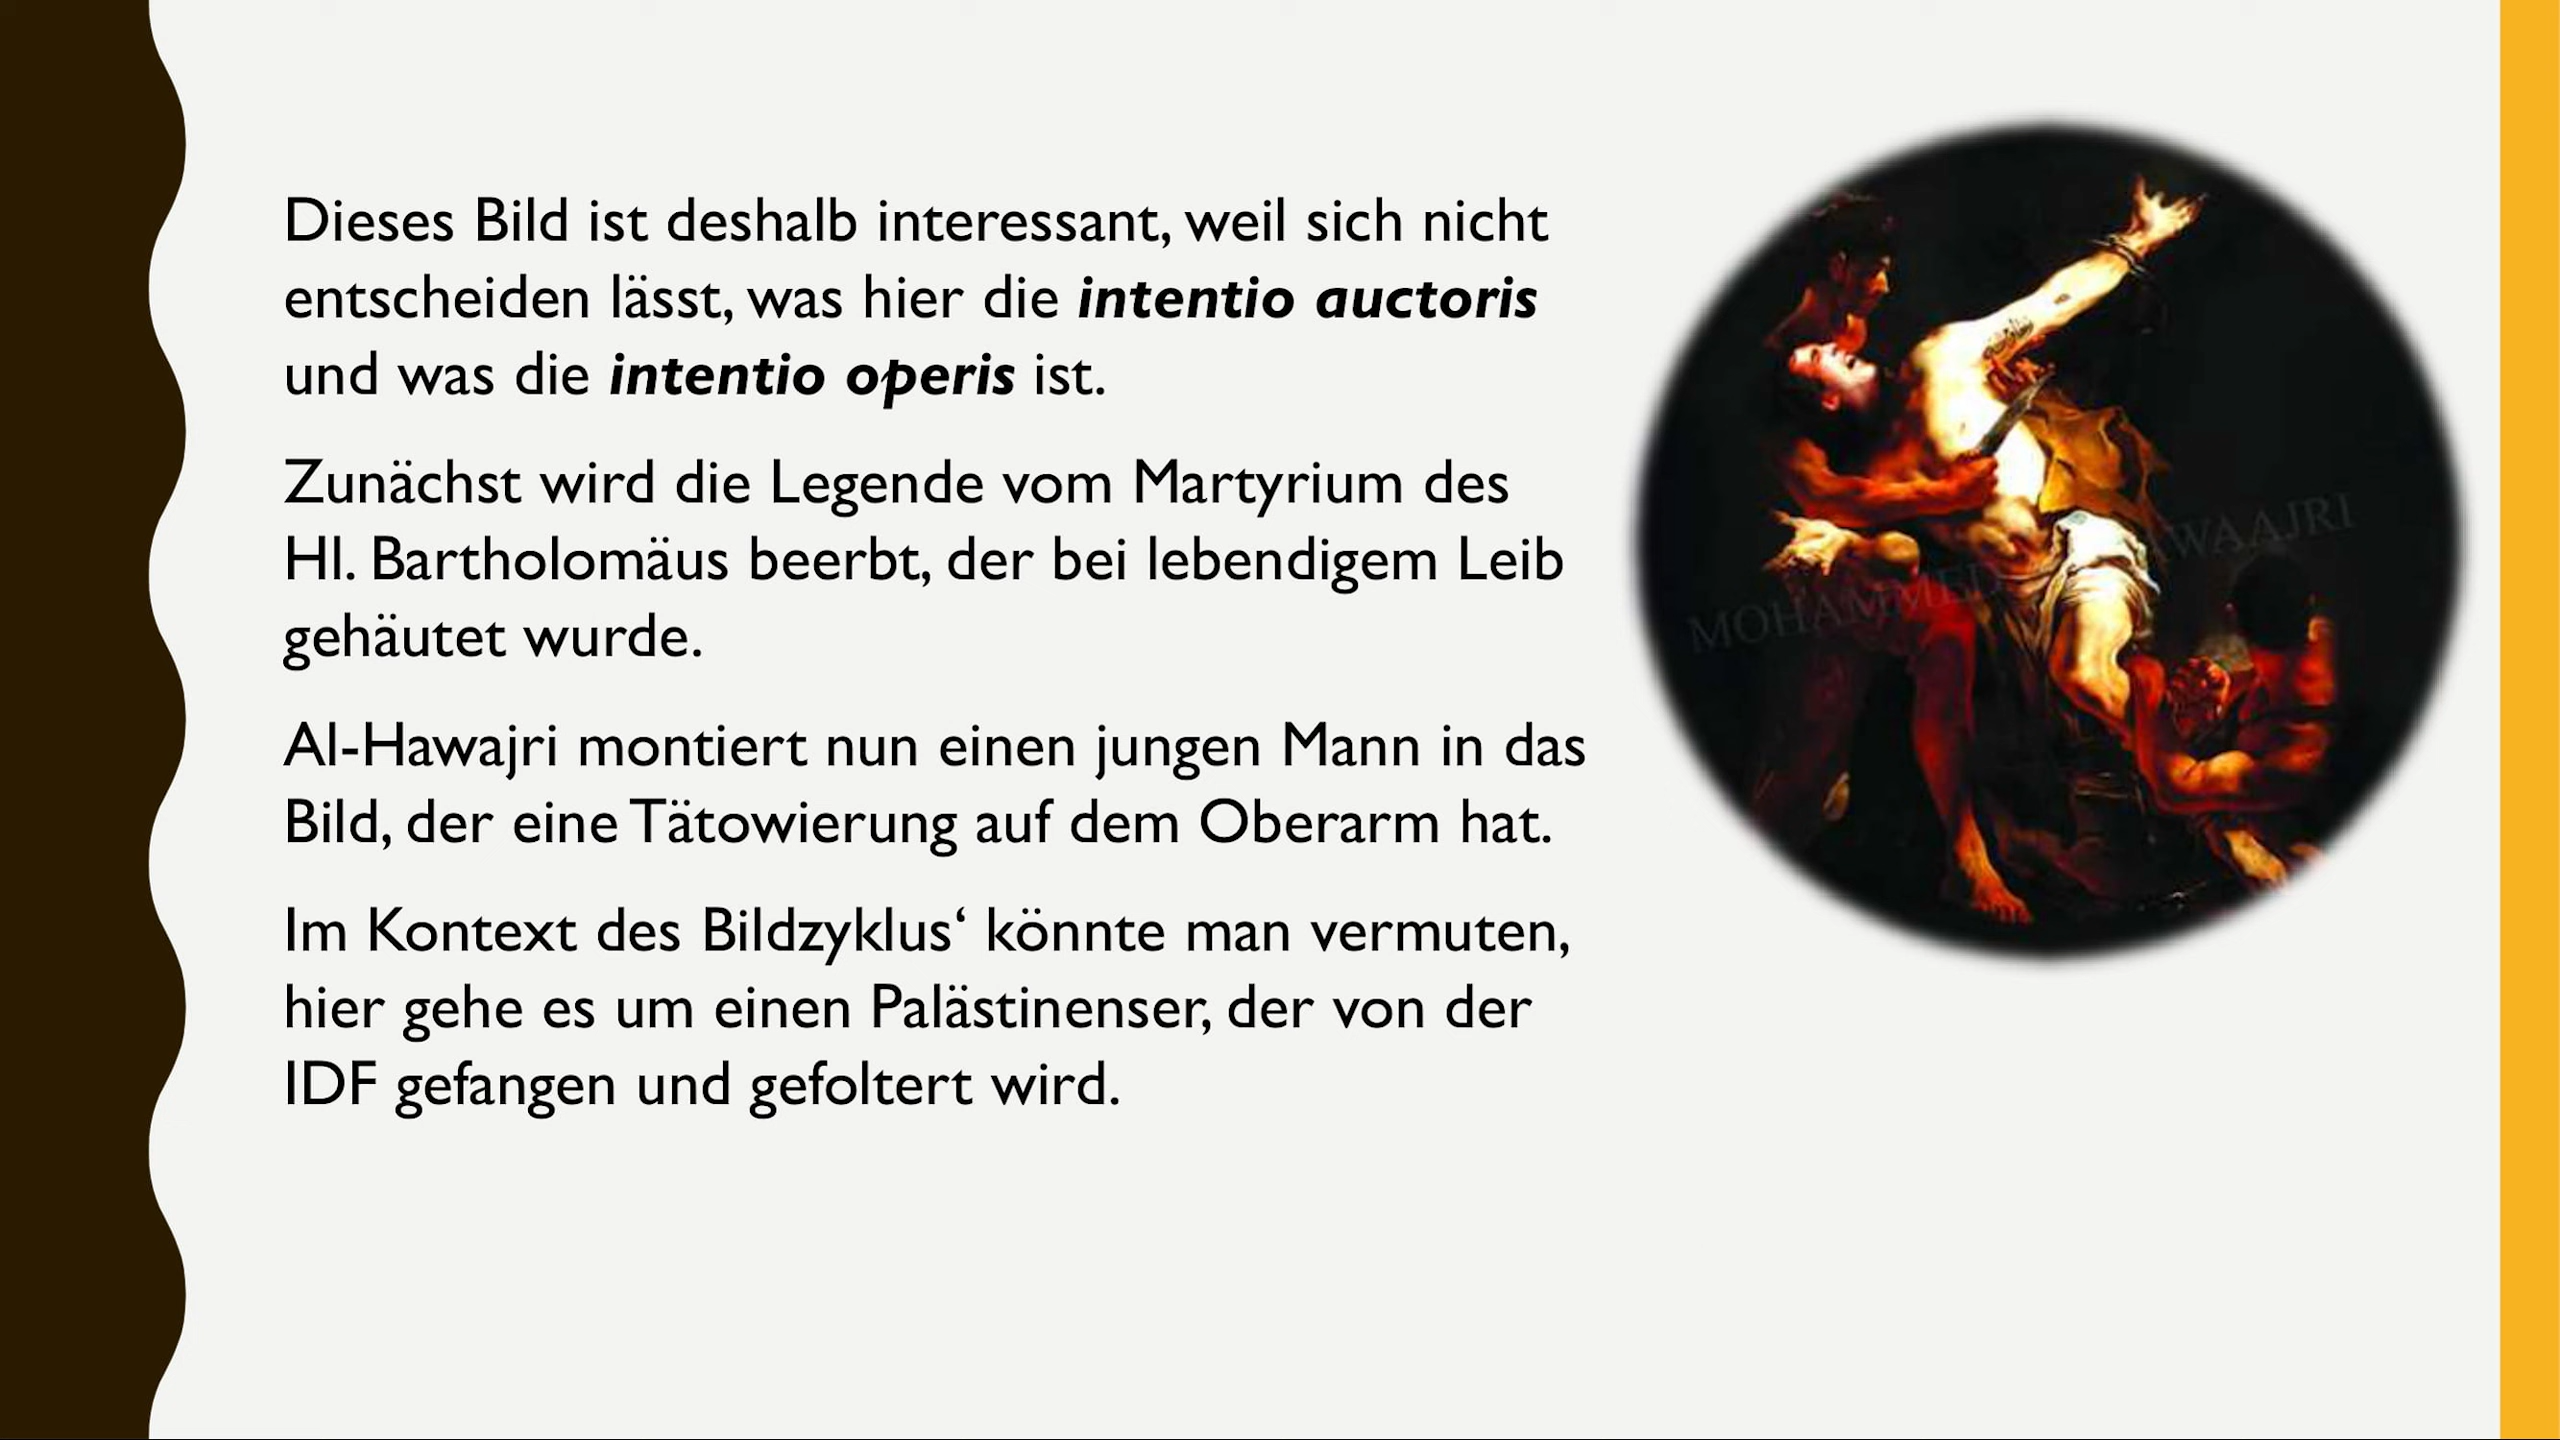 Dieses Bild ist deshalb interessant, weil sich nicht
entscheiden lässt, was hier die intentio auctoris
und was die intentio operis ist.
Zunächst wird die Legende vom Martyrium des
Hl. Bartholomäus beerbt, der bei lebendigem Leib
gehäutet wurde.
Al-Hawajri montiert nun einen jungen Mann in das
Bild, der eine Tätowierung auf dem Oberarm hat.
Im Kontext des Bildzyklus‘ könnte man vermuten,
hier gehe es um einen Palästinenser, der von der
IDF gefangen und gefoltert wird.
MOHAMMED AWAAJRI